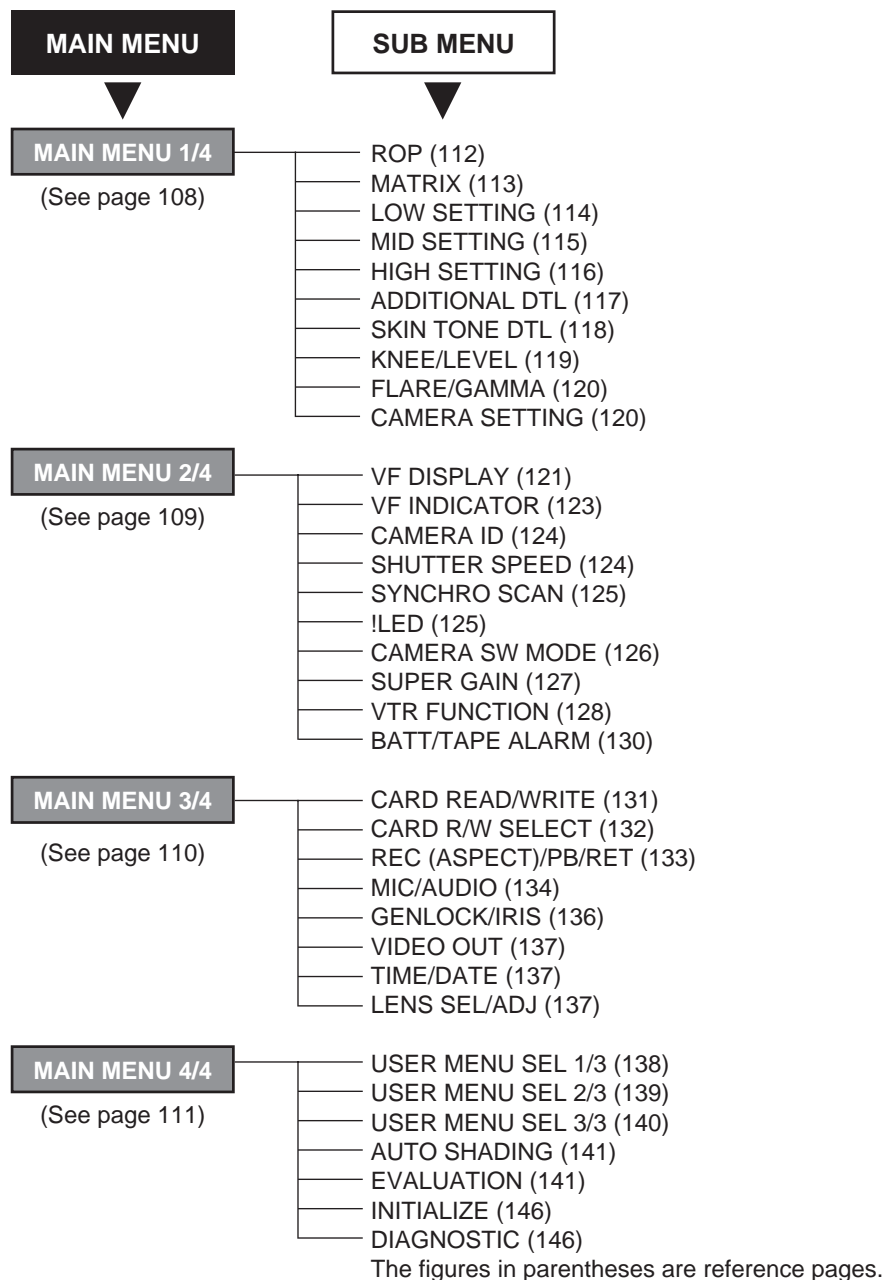 MAIN MENU
SUB MENU
MAIN MENU 1/4
(See page 108)
ROP (112)
MATRIX (113)
LOW SETTING (114)
MID SETTING (115)
HIGH SETTING (116)
ADDITIONAL DTL (117)
SKIN TONE DTL (118)
KNEE/LEVEL (119)
FLARE/GAMMA (120)
CAMERA SETTING (120)
MAIN MENU 2/4
(See page 109)
VF DISPLAY (121)
VF INDICATOR (123)
CAMERA ID (124)
SHUTTER SPEED (124)
SYNCHRO SCAN (125)
!LED (125)
CAMERA SW MODE (126)
SUPER GAIN (127)
VTR FUNCTION (128)
BATT/TAPE ALARM (130)
MAIN MENU 3/4
(See page 110)
CARD READ/WRITE (131)
CARD R/W SELECT (132)
REC (ASPECT)/PB/RET (133)
MIC/AUDIO (134)
GENLOCK/IRIS (136)
VIDEO OUT (137)
TIME/DATE (137)
LENS SEL/ADJ (137)
MAIN MENU 4/4
(See page 111)
USER MENU SEL 1/3 (138)
USER MENU SEL 2/3 (139)
USER MENU SEL 3/3 (140)
AUTO SHADING (141)
EVALUATION (141)
INITIALIZE (146)
DIAGNOSTIC (146)
The figures in parentheses are reference pages.